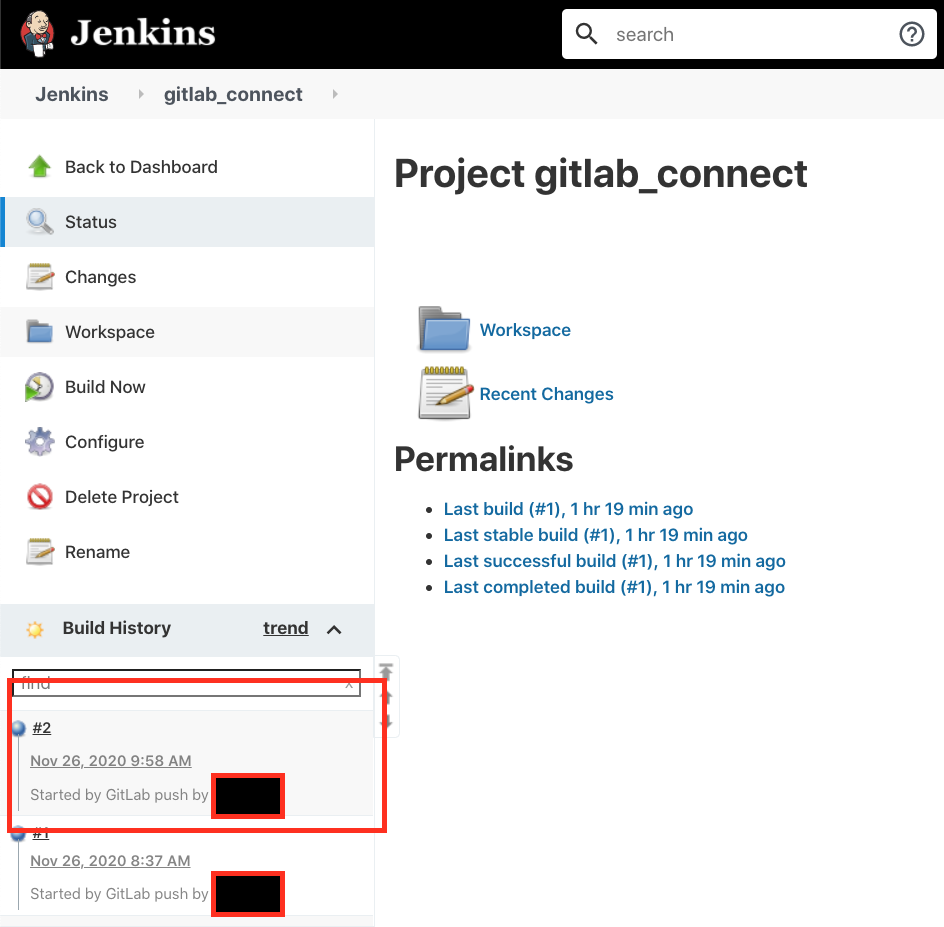 Jenkins
search
Jenkins
gitlab_connect
Back to Dashboard
Status
Changes
Workspace
Build Now
Configure
Delete Project
Rename
Build History
trend
find
x
#2
Nov 26, 2020 9:58 AM
Started by GitLab push by
#1
Nov 26, 2020 8:37 AM
Started by GitLab push by
Project gitlab_connect
Workspace
Recent Changes
Permalinks
Last build (#1), 1 hr 19 min ago
Last stable build (#1), 1 hr 19 min ago
Last successful build (#1), 1 hr 19 min ago
Last completed build (#1), 1 hr 19 min ago